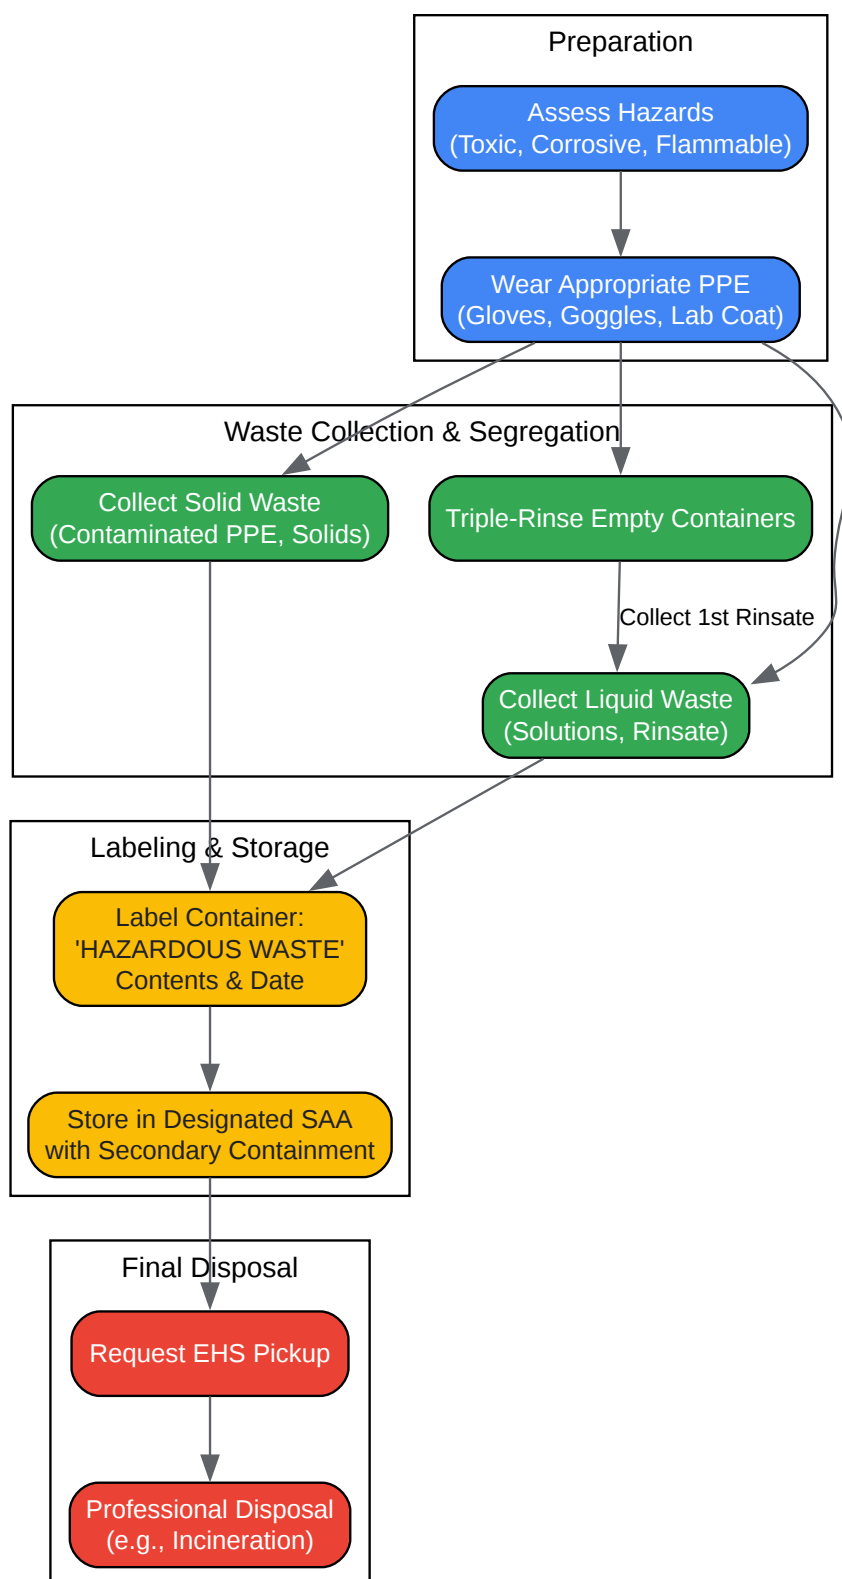 Preparation
Assess Hazards
(Toxic, Corrosive, Flammable)
Wear Appropriate PPE
(Gloves, Goggles, Lab Coat)
Waste Collection & Segregation
Collect Solid Waste
(Contaminated PPE, Solids)
Triple-Rinse Empty Containers
Collect 1st Rinsate
Collect Liquid Waste
(Solutions, Rinsate)
Labeling & Storage
Label Container:
'HAZARDOUS WASTE'
Contents & Date
Store in Designated SAA
with Secondary Containment
Final Disposal
Request EHS Pickup
Professional Disposal
(e.g., Incineration)